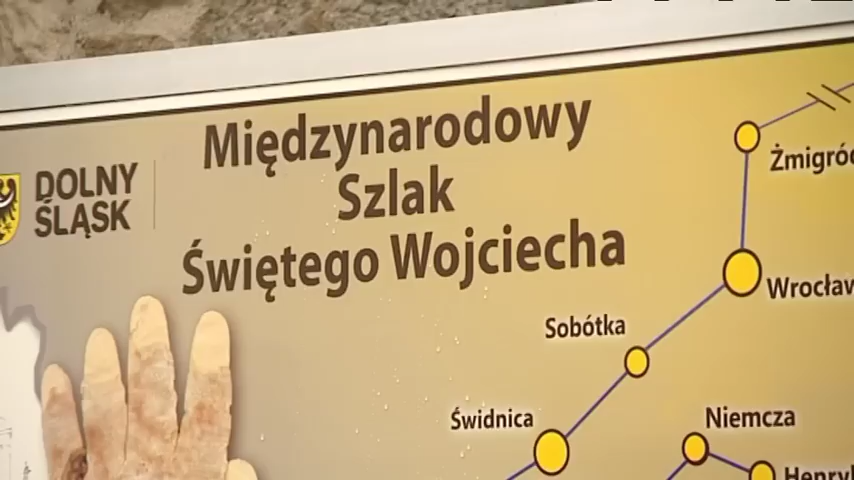 DOLNY
ŚLĄSK
Międzynarodowy
Szlak
Świętego Wojciecha
Sobótka
Świdnica
Niemcza